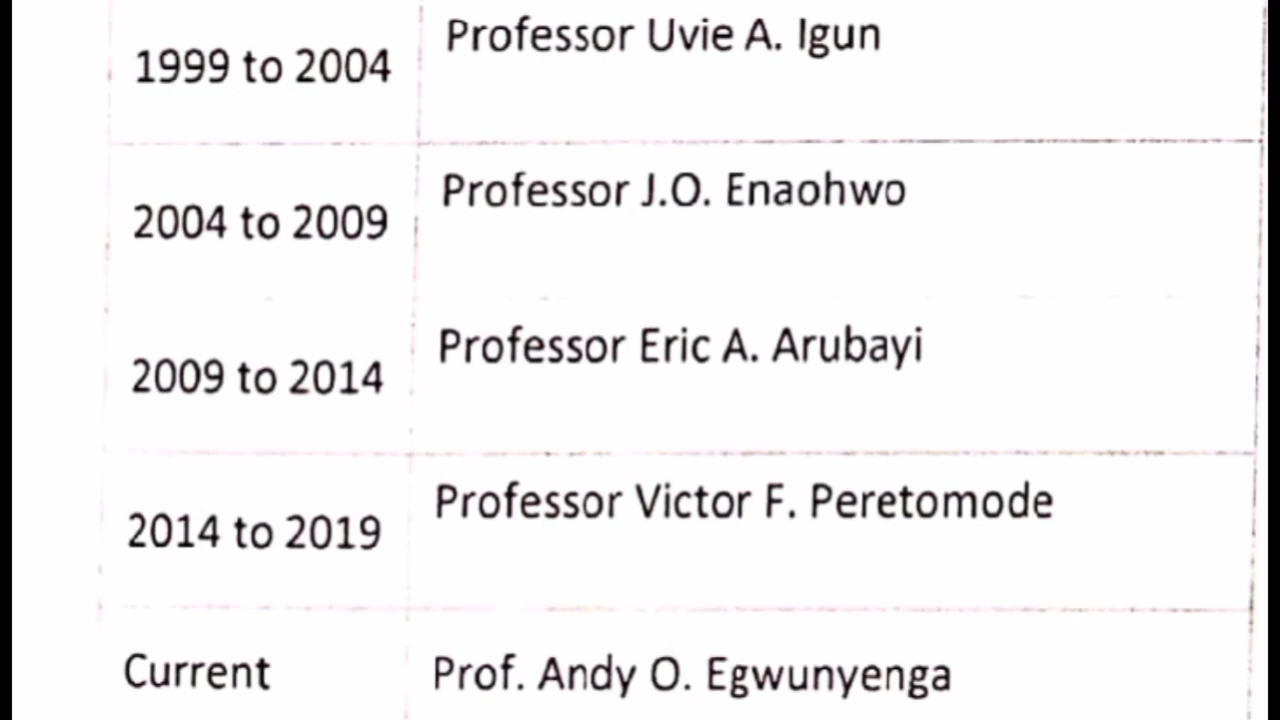 1999 to 2004 Professor Uvie A. Igun
2004 to 2009 Professor J.O. Enaohwo
2009 to 2014 Professor Eric A. Arubayi
2014 to 2019 Professor Victor F. Peretomode
Current Prof. Andy O. Egwunyenga